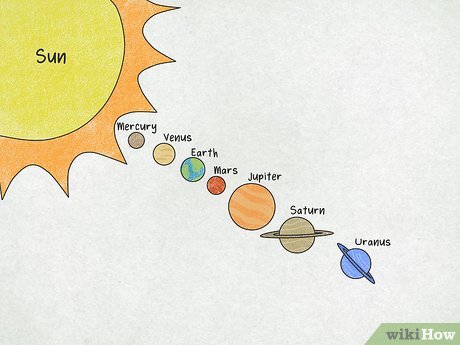 Sun
Mercury
Venus
Earth
Mars
Jupiter
Saturn
Uranus
wikiHow